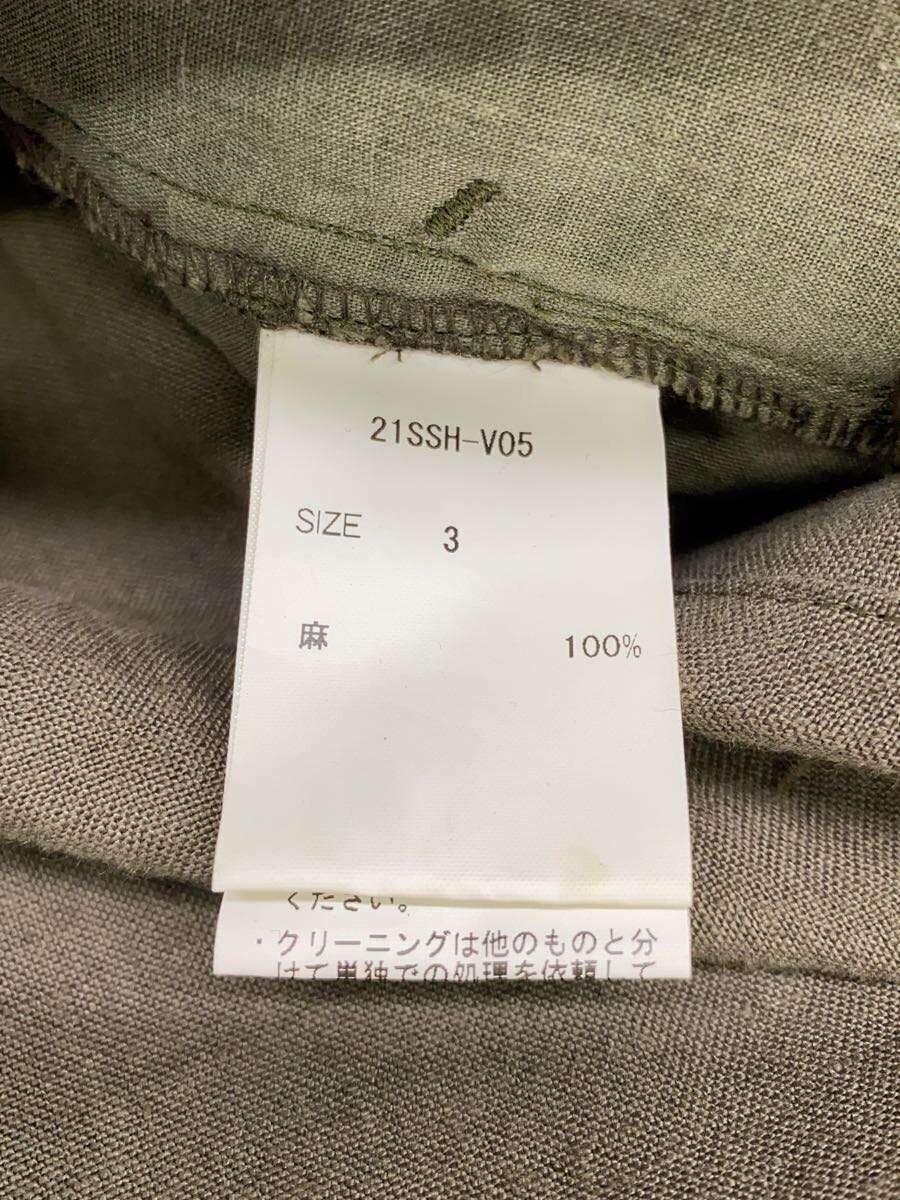 21SSH-V05
SIZE 3
麻 100%
ください。
・クリーニングは他のものと分
けて単独での処理を依頼して